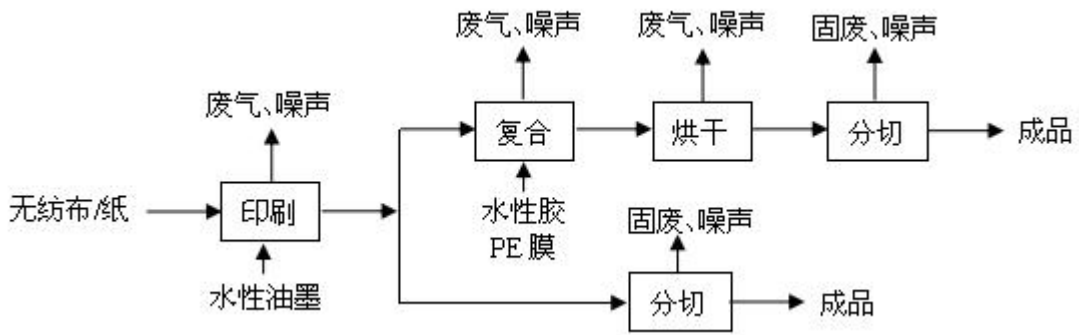 废气、噪声
废气、噪声
固废、噪声
废气、噪声
复合
烘干
分切
成品
无纺布/纸
印刷
水性胶
PE 膜
固废、噪声
水性油墨
分切
成品